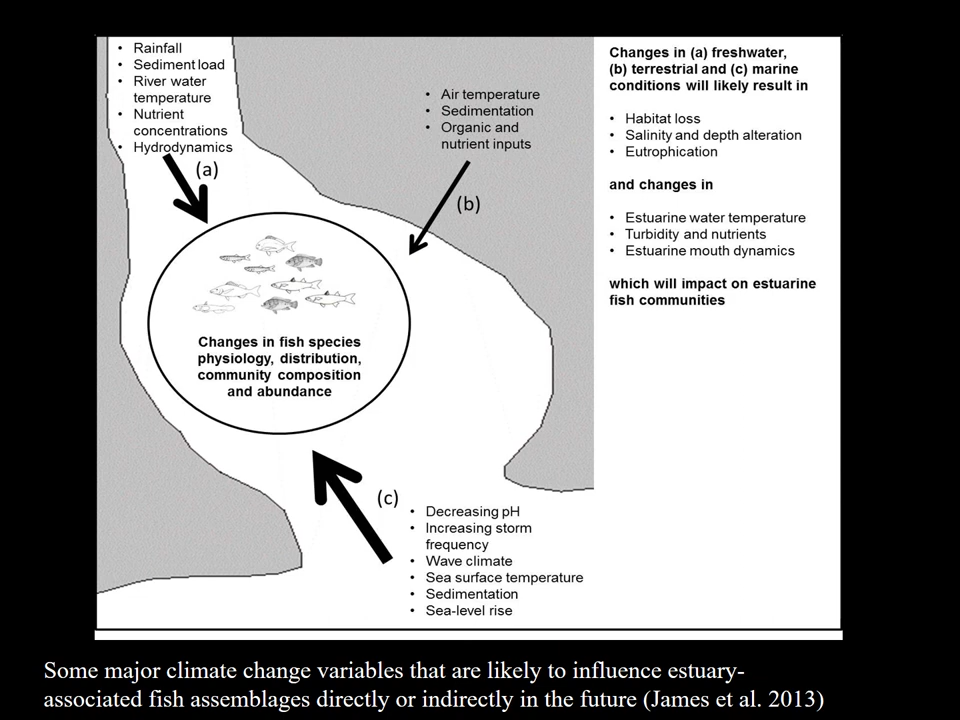 • Rainfall
• Sediment load
• River water
temperature
• Nutrient
concentrations
• Hydrodynamics
(a)
• Air temperature
• Sedimentation
• Organic and
nutrient inputs
(b)
Changes in fish species
physiology, distribution,
community composition
and abundance
(c)
• Decreasing pH
• Increasing storm
frequency
• Wave climate
• Sea surface temperature
• Sedimentation
• Sea-level rise
Changes in (a) freshwater,
(b) terrestrial and (c) marine
conditions will likely result in
• Habitat loss
• Salinity and depth alteration
• Eutrophication
and changes in
• Estuarine water temperature
• Turbidity and nutrients
• Estuarine mouth dynamics
which will impact on estuarine
fish communities
Some major climate change variables that are likely to influence estuary-
associated fish assemblages directly or indirectly in the future (James et al. 2013)